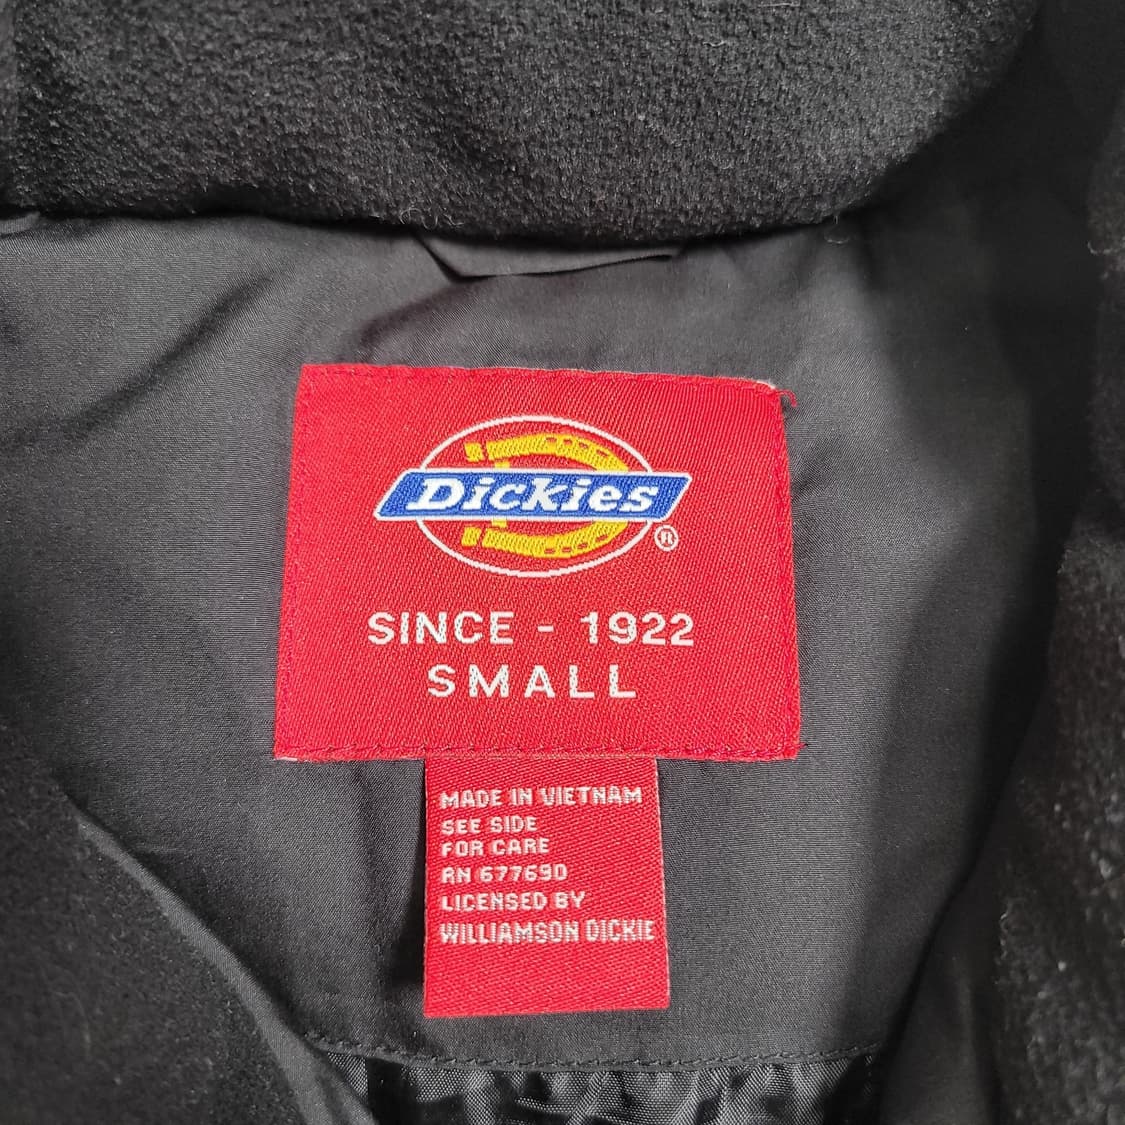 Dickies
®
SINCE - 1922
SMALL
MADE IN VIETNAM
SEE SIDE
FOR CARE
RN 677690
LICENSED BY
WILLIAMSON DICKIE